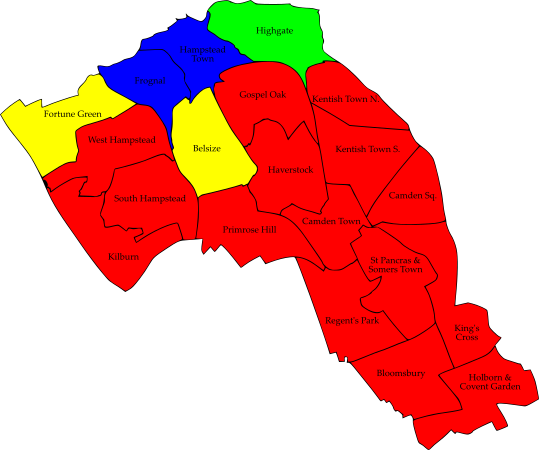 Highgate
Hampstead
Town
Frognal
Gospel Oak
Kentish Town N.
Fortune Green
West Hampstead
Belsize
Kentish Town S.
Haverstock
South Hampstead
Camden Sq.
Camden Town
Primrose Hill
Kilburn
St Pancras &
Somers Town
Regent's Park
King's
Cross
Bloomsbury
Holborn &
Covent Garden